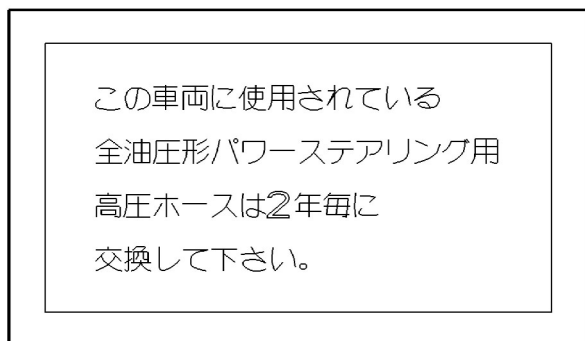 この車両に使用されている
全油圧形パワーステアリング用
高圧ホースは2年毎に
交換して下さい。